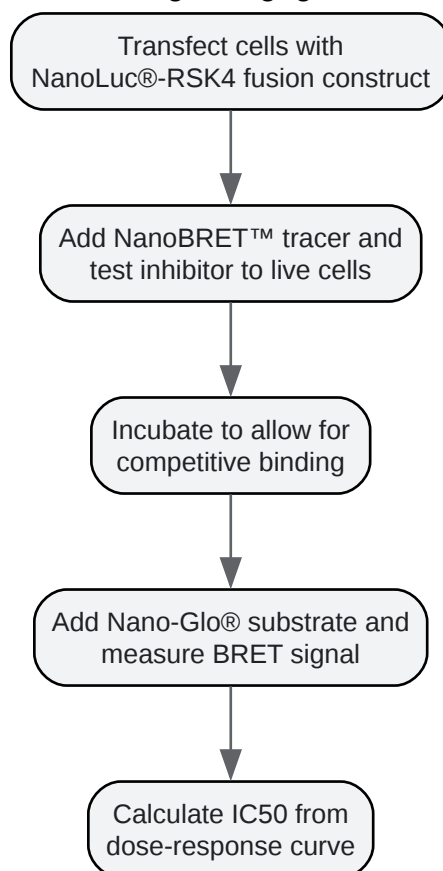 Transfect cells with
NanoLuc®-RSK4 fusion construct
Add NanoBRET™ tracer and
test inhibitor to live cells
Incubate to allow for
competitive binding
Add Nano-Glo® substrate and
measure BRET signal
Calculate IC50 from
dose-response curve